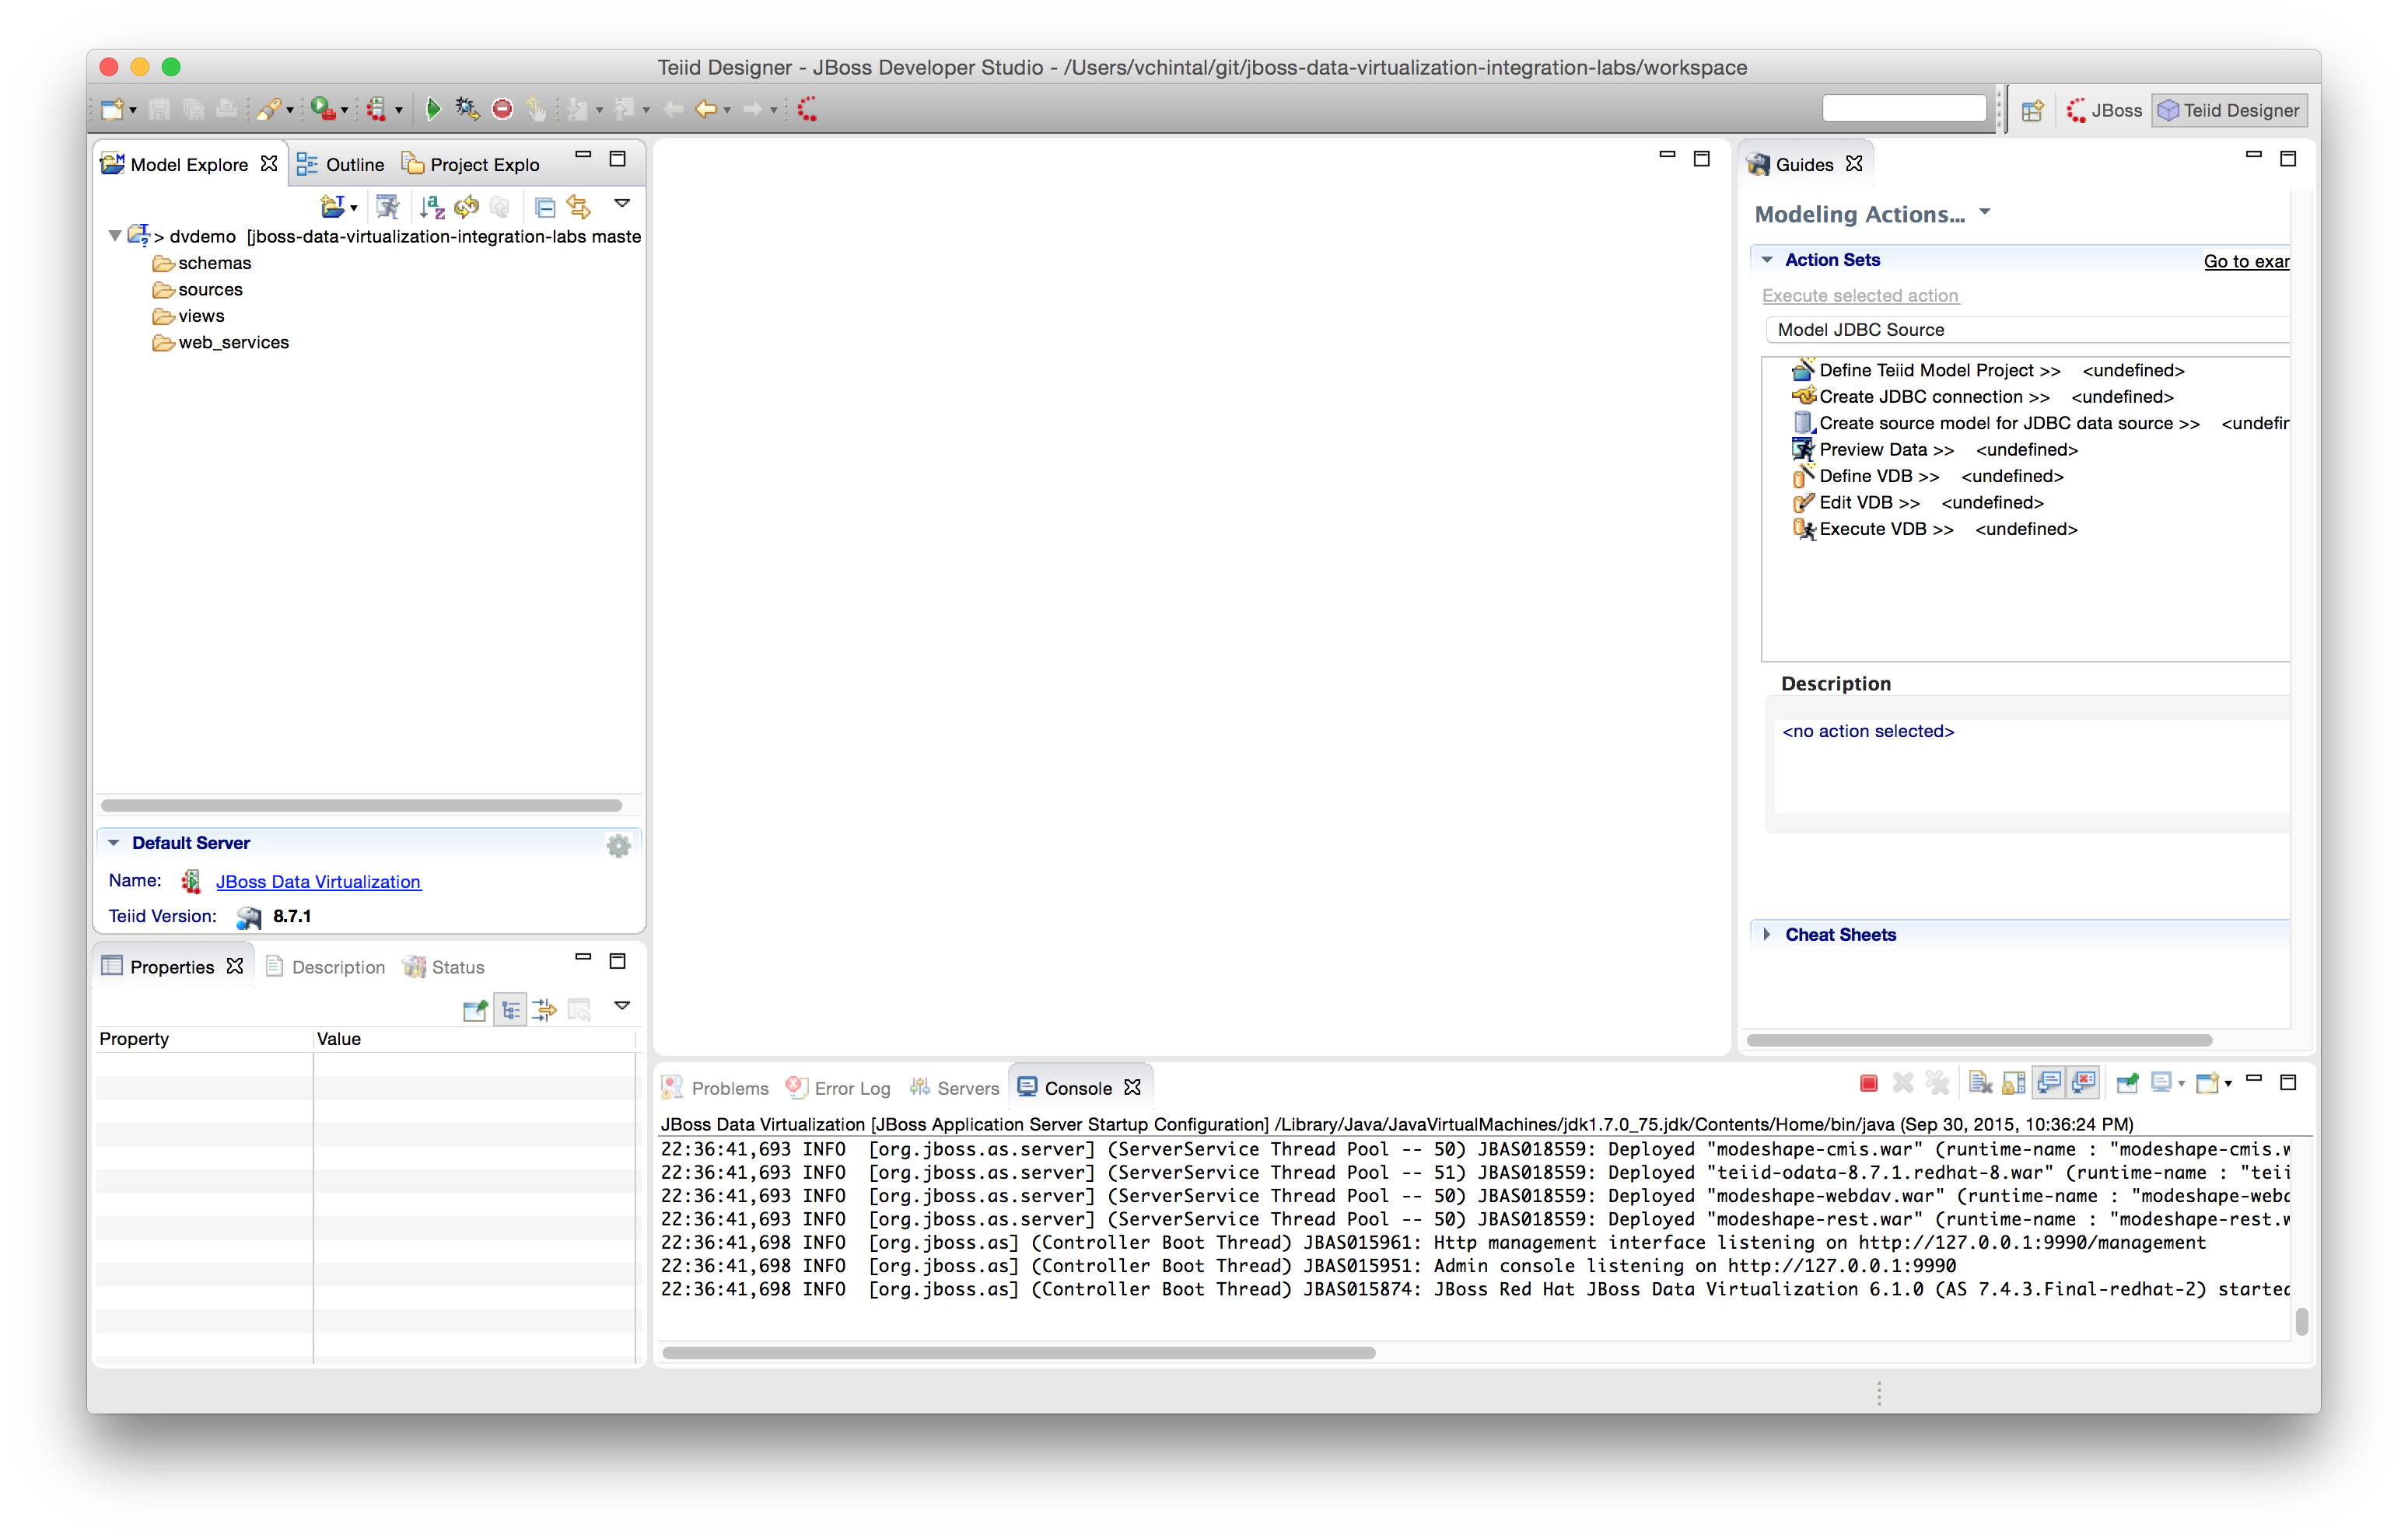 Teiid Designer - JBoss Developer Studio - /Users/vchintal/git/jboss-data-virtualization-integration-labs/workspace
JBoss
Teiid Designer
Model Explore
Outline
Project Explo
> dvdemo [jboss-data-virtualization-integration-labs maste
schemas
sources
views
web_services
Default Server
Name: JBoss Data Virtualization
Teiid Version: 8.7.1
Properties
Description
Status
Property Value
Guides
Modeling Actions...
Action Sets
Go to exar
Execute selected action
Model JDBC Source
Define Teiid Model Project >> <undefined>
Create JDBC connection >> <undefined>
Create source model for JDBC data source >> <undefir
Preview Data >> <undefined>
Define VDB >> <undefined>
Edit VDB >> <undefined>
Execute VDB >> <undefined>
Description
<no action selected>
Cheat Sheets
Problems
Error Log
Servers
Console
JBoss Data Virtualization [JBoss Application Server Startup Configuration] /Library/Java/JavaVirtualMachines/jdk1.7.0_75.jdk/Contents/Home/bin/java (Sep 30, 2015, 10:36:24 PM)
22:36:41,693 INFO [org.jboss.as.server] (ServerService Thread Pool -- 50) JBAS018559: Deployed "modeshape-cmis.war" (runtime-name : "modeshape-cmis.w
22:36:41,693 INFO [org.jboss.as.server] (ServerService Thread Pool -- 51) JBAS018559: Deployed "teiid-odata-8.7.1.redhat-8.war" (runtime-name : "teii
22:36:41,693 INFO [org.jboss.as.server] (ServerService Thread Pool -- 50) JBAS018559: Deployed "modeshape-webdav.war" (runtime-name : "modeshape-webd
22:36:41,693 INFO [org.jboss.as.server] (ServerService Thread Pool -- 50) JBAS018559: Deployed "modeshape-rest.war" (runtime-name : "modeshape-rest.w
22:36:41,698 INFO [org.jboss.as] (Controller Boot Thread) JBAS015961: Http management interface listening on http://127.0.0.1:9990/management
22:36:41,698 INFO [org.jboss.as] (Controller Boot Thread) JBAS015951: Admin console listening on http://127.0.0.1:9990
22:36:41,698 INFO [org.jboss.as] (Controller Boot Thread) JBAS015874: JBoss Red Hat JBoss Data Virtualization 6.1.0 (AS 7.4.3.Final-redhat-2) started